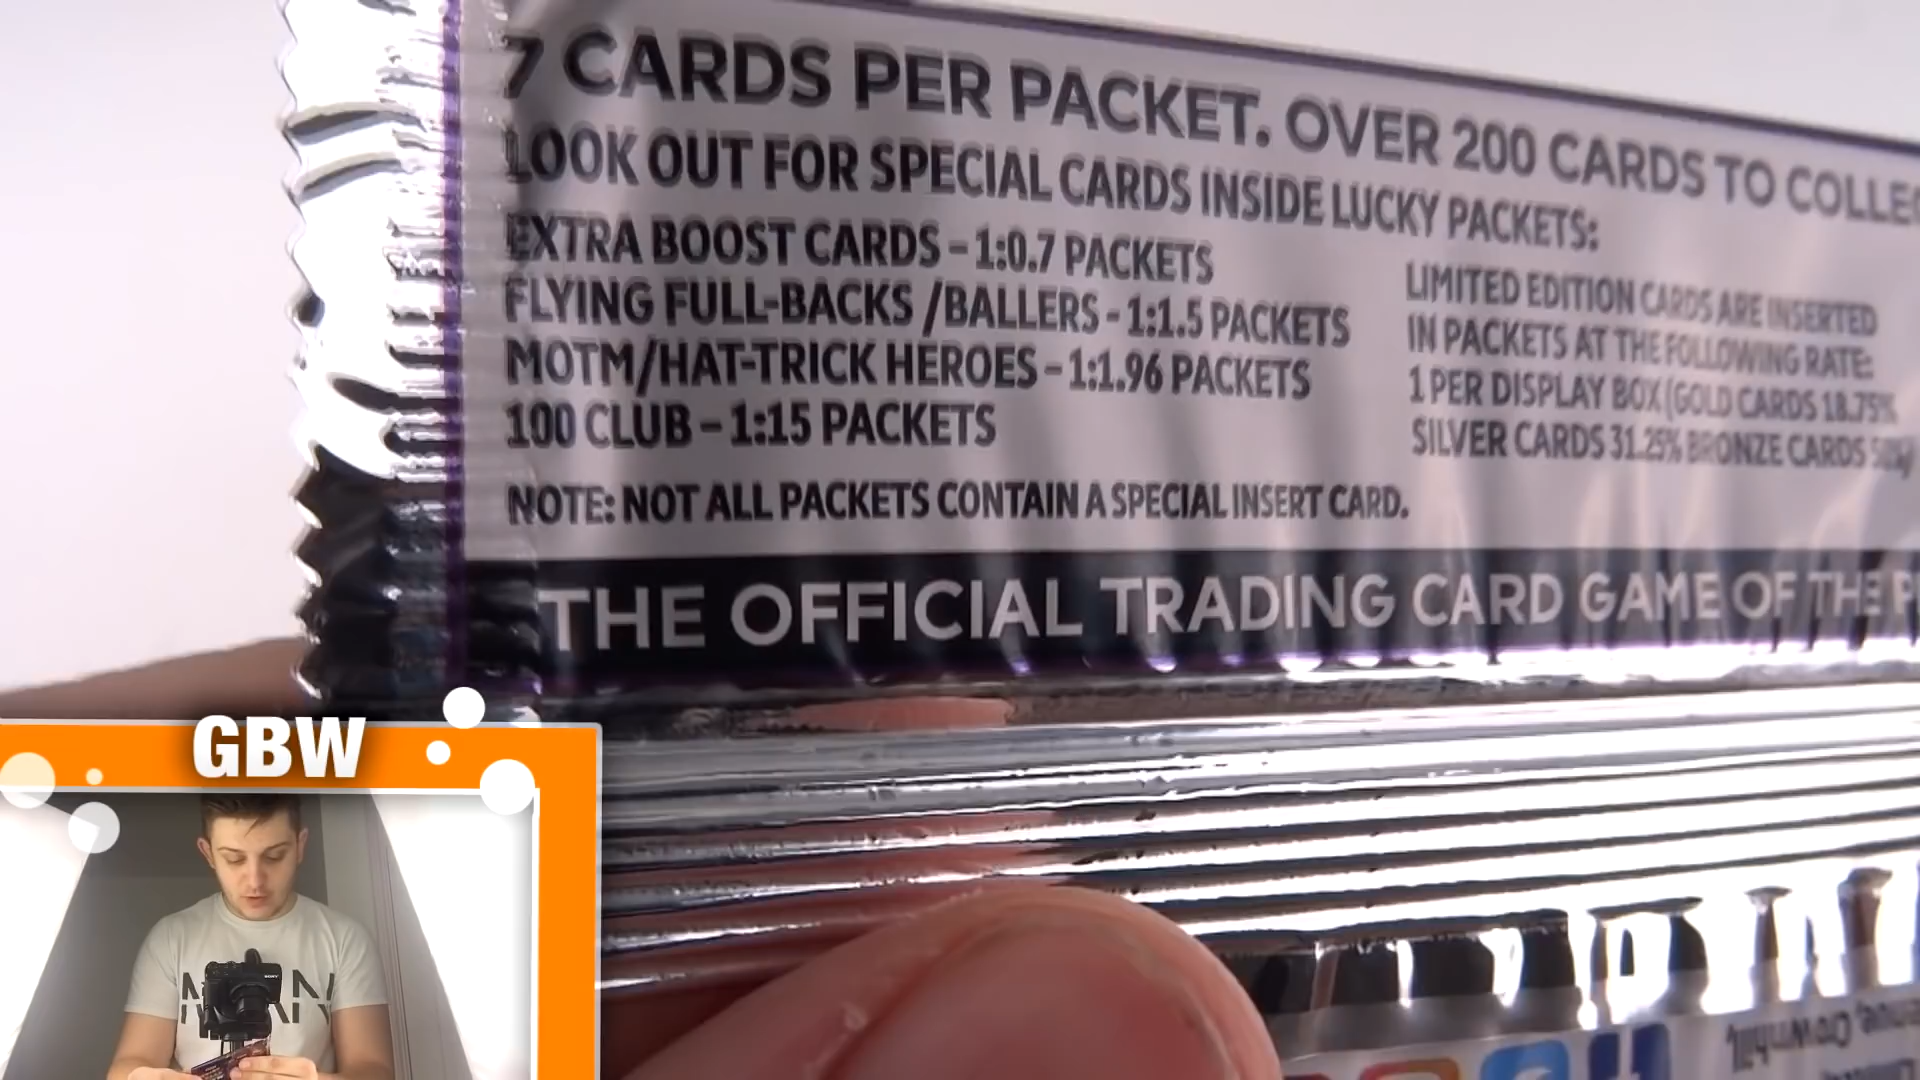 7 CARDS PER PACKET. OVER 200 CARDS TO COLLEC
LOOK OUT FOR SPECIAL CARDS INSIDE LUCKY PACKETS:
EXTRA BOOST CARDS – 1:0.7 PACKETS
FLYING FULL-BACKS /BALLERS - 1:1.5 PACKETS
MOTM/HAT-TRICK HEROES – 1:1.96 PACKETS
100 CLUB – 1:15 PACKETS
LIMITED EDITION CARDS ARE INSERTED
IN PACKETS AT THE FOLLOWING RATE:
1 PER DISPLAY BOX (GOLD CARDS 18.75%
SILVER CARDS 31.25% BRONZE CARDS 50%)
NOTE: NOT ALL PACKETS CONTAIN A SPECIAL INSERT CARD.
THE OFFICIAL TRADING CARD GAME OF THE P
GBW
SONY